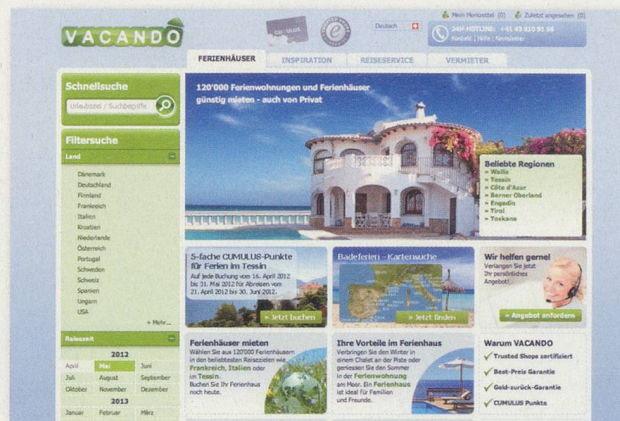 VACANDO
Deutsch
Mein Merkzettel (0)
Zuletzt angesehen (0)
24H-HOTLINE:
Kontakt | Hilfe | Newsletter
FERIENHÄUSER
INSPIRATION
REISESERVICE
VERMIETER
Schnellsuche
Urlaubsziel / Suchbegriffe
Filtersuche
Land
Dänemark
Deutschland
Finnland
Frankreich
Italien
Kroatien
Niederlande
Österreich
Portugal
Schweden
Schweiz
Spanien
Ungarn
USA
» Mehr...
Reisezeit
2012
April Mai Juni
Juli August September
Oktober November Dezember
2013
Januar Februar März
120'000 Ferienwohnungen und Ferienhäuser
günstig mieten - auch von Privat
Beliebte Regionen
» Wallis
» Tessin
» Côte d'Azur
» Berner Oberland
» Engadin
» Tirol
» Toskana
5-fache CUMULUS-Punkte
für Ferien im Tessin
Auf jede Buchung vom 16. April 2012
bis 31. Mai 2012 für Abreisen vom
21. April 2012 bis 30. Juni 2012.
» Jetzt buchen
Badeferien - Kartensuche
» Jetzt finden
Wir helfen gerne!
Verlangen Sie jetzt
Ihr persönliches
Angebot!
» Angebot anfordern
Ferienhäuser mieten
Wählen Sie aus 120'000 Ferienhäusern
in den beliebtesten Reisezielen wie
Frankreich, Italien oder
im Tessin.
Buchen Sie Ihr Ferienhaus
noch heute.
Ihre Vorteile im Ferienhaus
Verbringen Sie den Winter in
einem Chalet an der Piste oder
geniessen Sie den Sommer
in der Ferienwohnung
am Meer. Ein Ferienhaus
ist ideal für Familien
und Freunde.
Warum VACANDO
Trusted Shops zertifiziert
Best-Preis Garantie
Geld-zurück-Garantie
CUMULUS Punkte